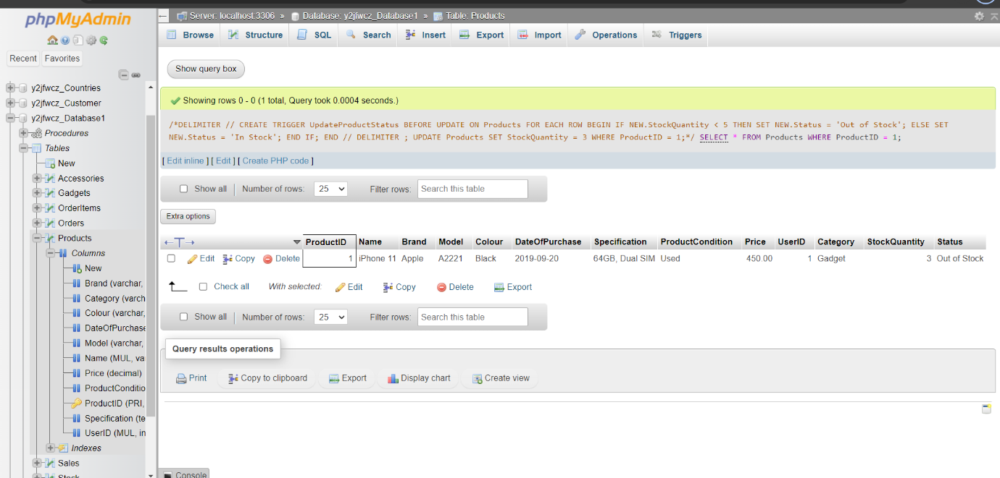 phpMyAdmin
Recent Favorites
y2jfwcz_Countries
y2jfwcz_Customer
y2jfwcz_Database1
Procedures
Tables
New
Accessories
Gadgets
OrderItems
Orders
Products
Columns
New
Brand (varchar,
Category (varch
Colour (varchar,
DateOfPurchase
Model (varchar,
Name (MUL, va
Price (decimal)
ProductConditio
ProductID (PRI,
Specification (te
UserID (MUL, in
Indexes
Sales
Stock
Server: localhost:3306 » Database: y2jfwcz_Database1 » Table: Products
Browse Structure SQL Search Insert Export Import Operations Triggers
Show query box
Showing rows 0 - 0 (1 total, Query took 0.0004 seconds.)
/*DELIMITER // CREATE TRIGGER UpdateProductStatus BEFORE UPDATE ON Products FOR EACH ROW BEGIN IF NEW.StockQuantity < 5 THEN SET NEW.Status = 'Out of Stock'; ELSE SET
NEW.Status = 'In Stock'; END IF; END // DELIMITER ; UPDATE Products SET StockQuantity = 3 WHERE ProductID = 1;*/ SELECT * FROM Products WHERE ProductID = 1;
[ Edit inline ] [ Edit ] [ Create PHP code ]
Show all Number of rows: 25 Filter rows: Search this table
Extra options
←T→ ProductID Name Brand Model Colour DateOfPurchase Specification ProductCondition Price UserID Category StockQuantity Status
Edit Copy Delete 1 iPhone 11 Apple A2221 Black 2019-09-20 64GB, Dual SIM Used 450.00 1 Gadget 3 Out of Stock
Check all With selected: Edit Copy Delete Export
Show all Number of rows: 25 Filter rows: Search this table
Query results operations
Print Copy to clipboard Export Display chart Create view
Console